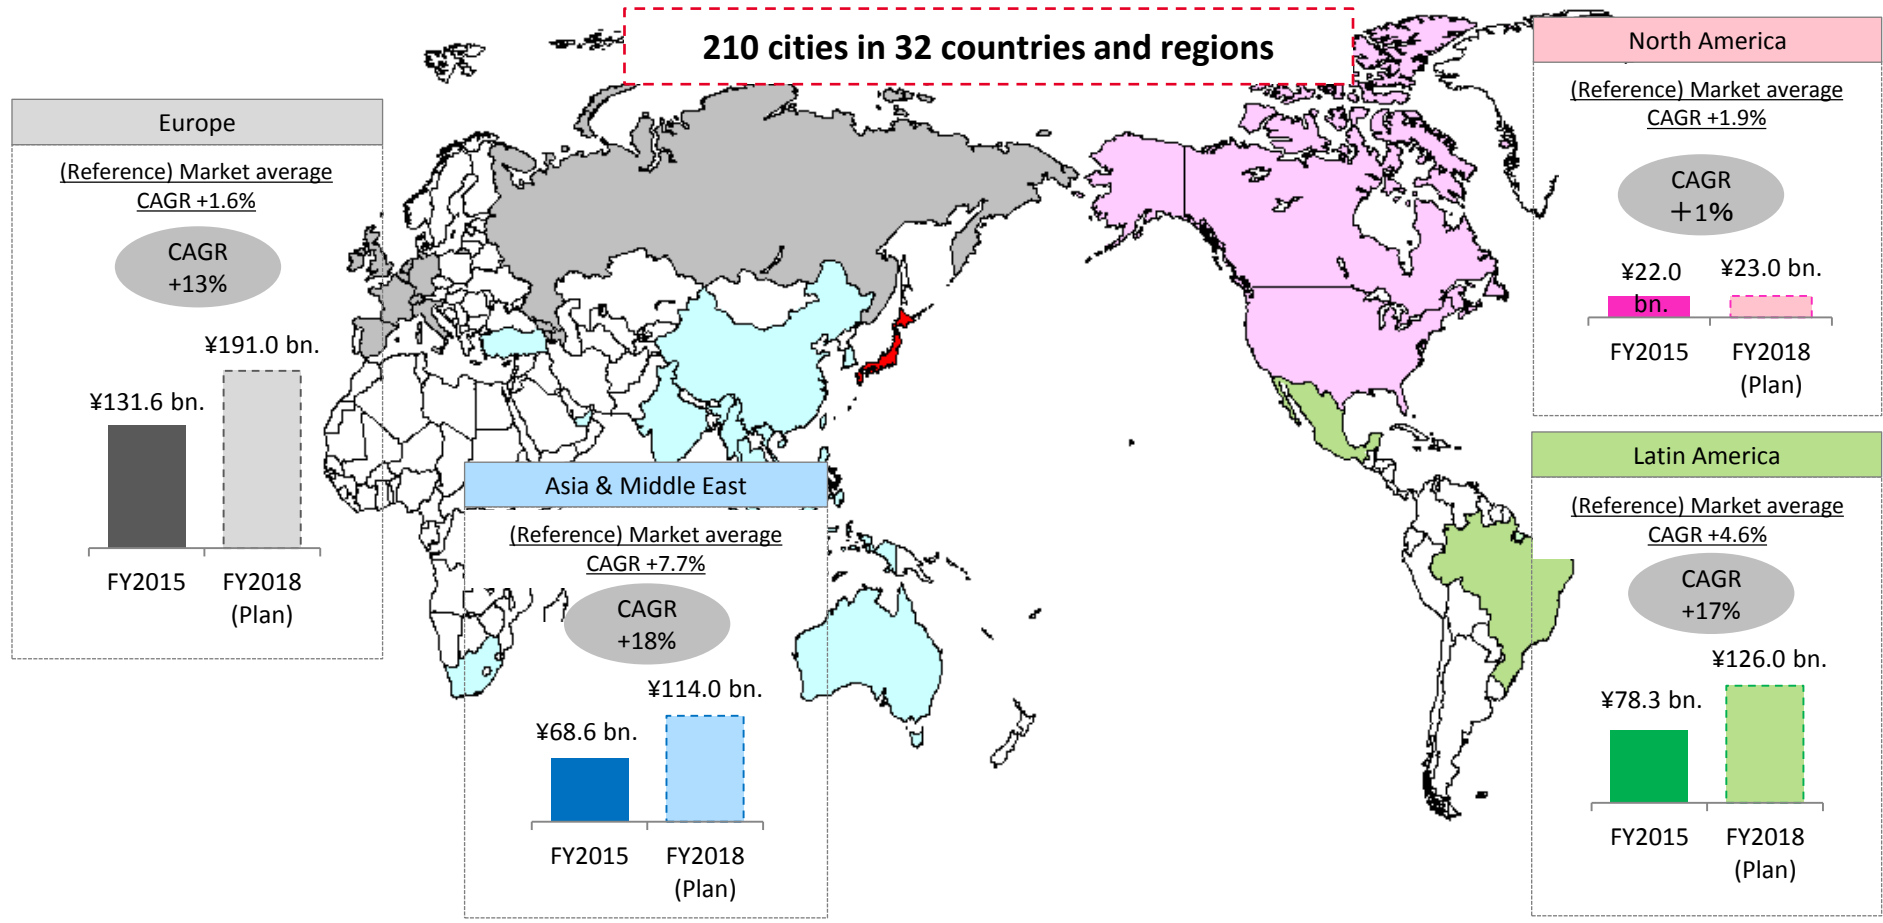 210 cities in 32 countries and regions
Europe
(Reference) Market average
CAGR +1.6%
CAGR
+13%
¥191.0 bn.
¥131.6 bn.
FY2015
FY2018
(Plan)
Asia & Middle East
(Reference) Market average
CAGR +7.7%
CAGR
+18%
¥114.0 bn.
¥68.6 bn.
FY2015
FY2018
(Plan)
North America
(Reference) Market average
CAGR +1.9%
CAGR
+1%
¥22.0
bn.
¥23.0 bn.
FY2015
FY2018
(Plan)
Latin America
(Reference) Market average
CAGR +4.6%
CAGR
+17%
¥126.0 bn.
¥78.3 bn.
FY2015
FY2018
(Plan)